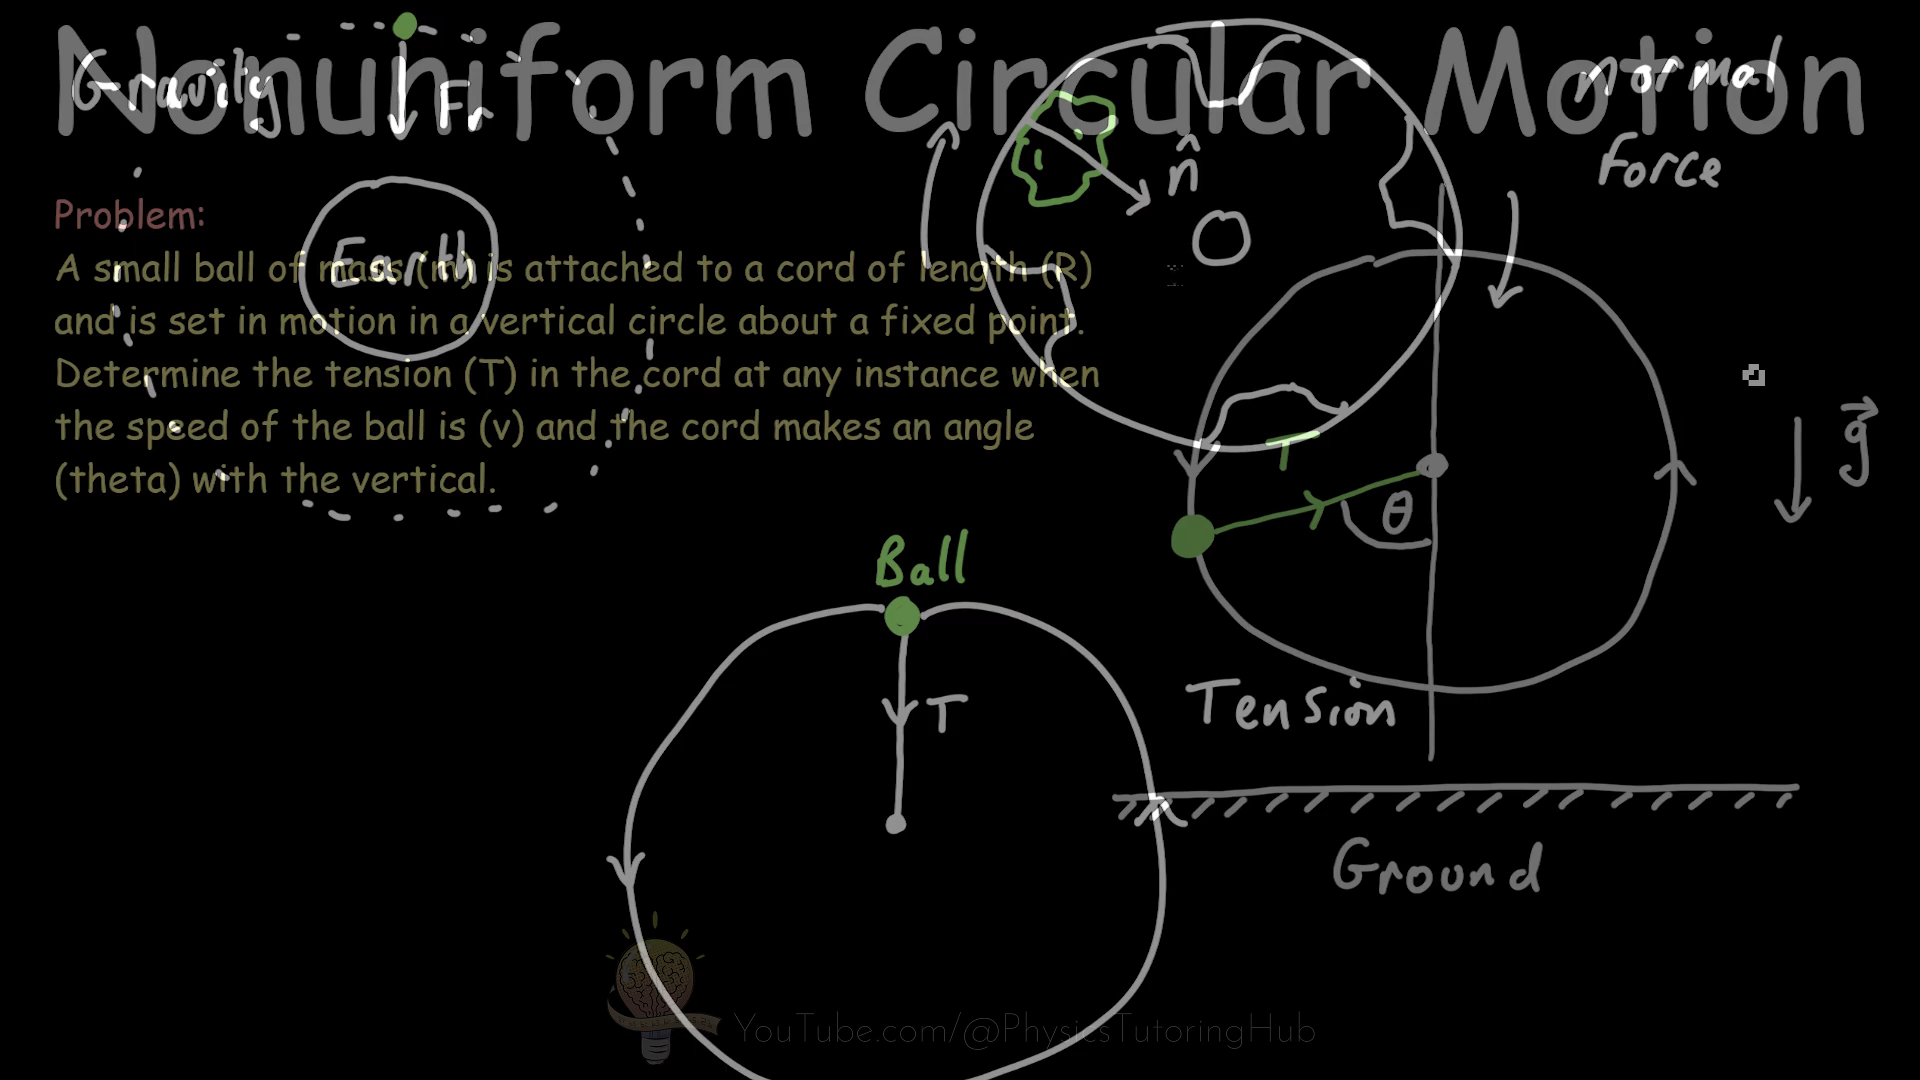 Nonuniform Circular Motion
Gravity
Fr
normal
Force
n̂
Problem:
Earth
A small ball of mass (m) is attached to a cord of length (R)
and is set in motion in a vertical circle about a fixed point.
Determine the tension (T) in the cord at any instance when
the speed of the ball is (v) and the cord makes an angle
(theta) with the vertical.
g
T
θ
Ball
T
Tension
Ground
YouTube.com/@PhysicsTutoringHub